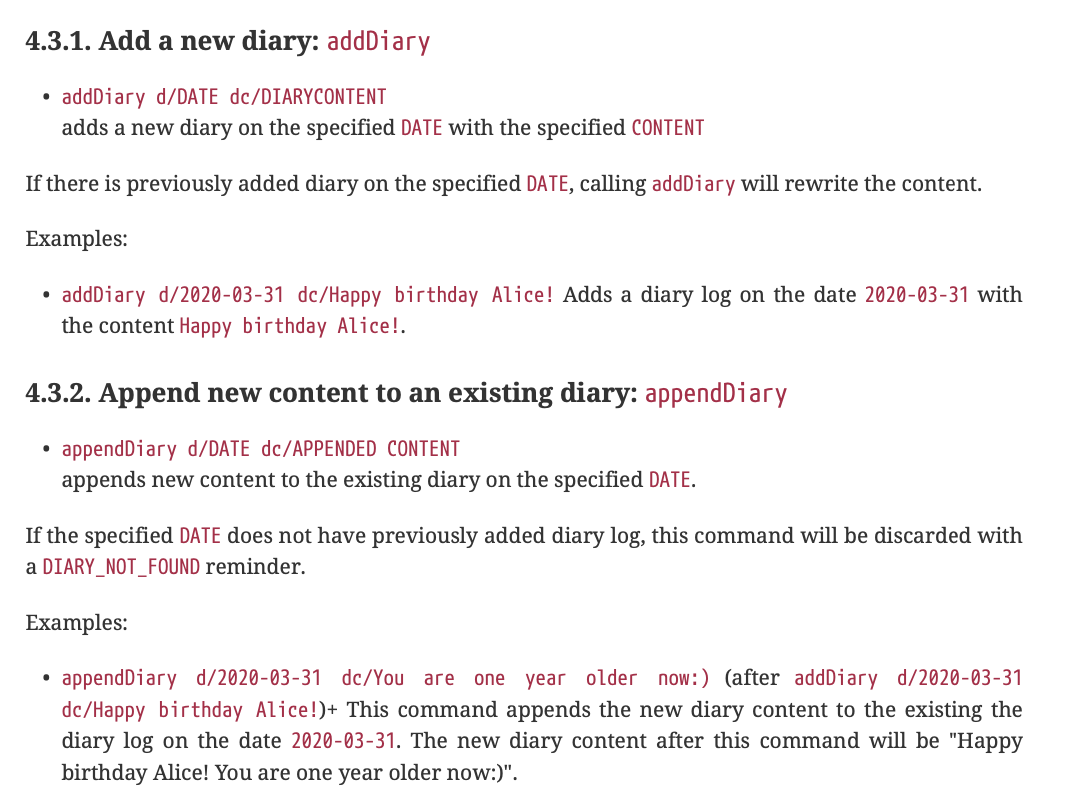 4.3.1. Add a new diary: addDiary
• addDiary d/DATE dc/DIARYCONTENT
adds a new diary on the specified DATE with the specified CONTENT
If there is previously added diary on the specified DATE, calling addDiary will rewrite the content.
Examples:
• addDiary d/2020-03-31 dc/Happy birthday Alice! Adds a diary log on the date 2020-03-31 with
the content Happy birthday Alice!.
4.3.2. Append new content to an existing diary: appendDiary
• appendDiary d/DATE dc/APPENDED CONTENT
appends new content to the existing diary on the specified DATE.
If the specified DATE does not have previously added diary log, this command will be discarded with
a DIARY_NOT_FOUND reminder.
Examples:
• appendDiary d/2020-03-31 dc/You are one year older now:) (after addDiary d/2020-03-31
dc/Happy birthday Alice!)+ This command appends the new diary content to the existing the
diary log on the date 2020-03-31. The new diary content after this command will be "Happy
birthday Alice! You are one year older now:)".